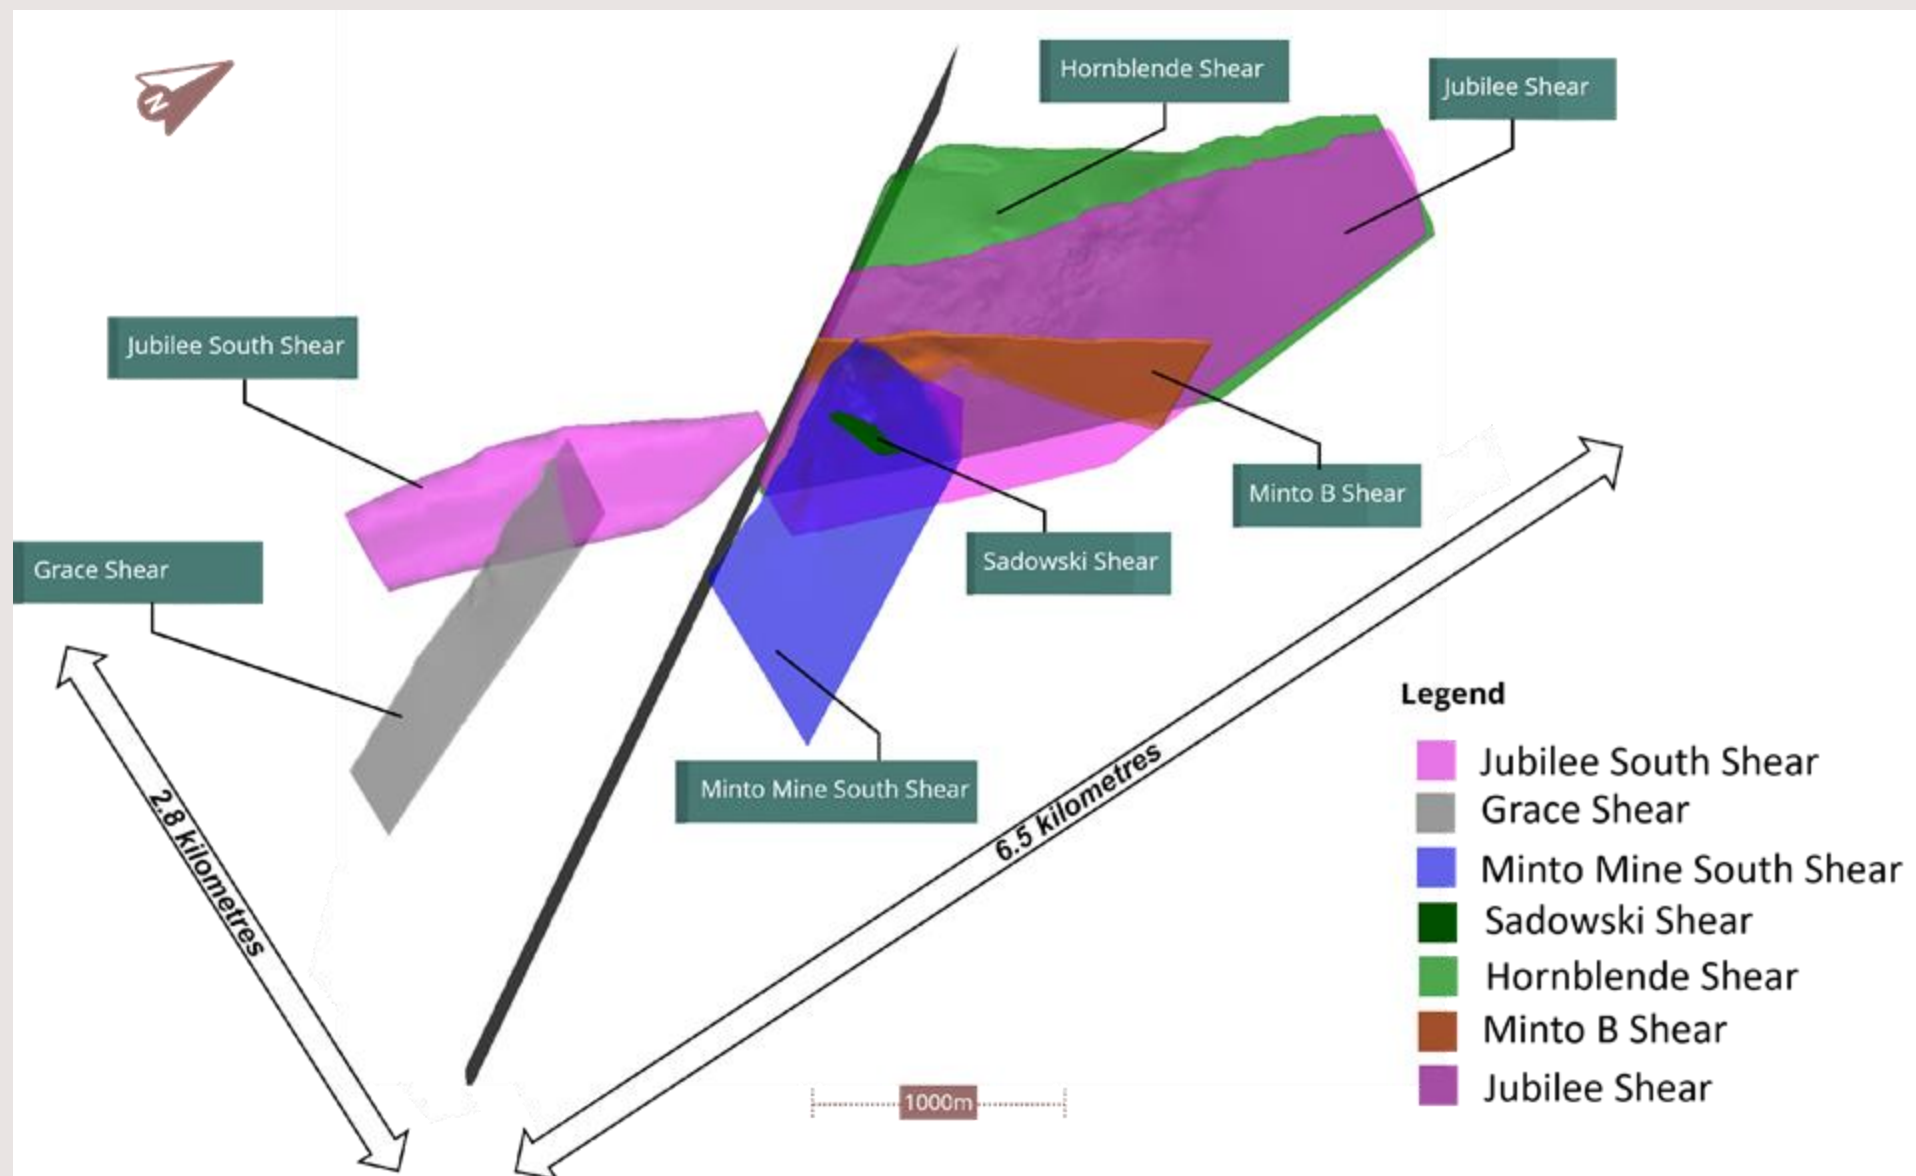 N
Hornblende Shear
Jubilee Shear
Jubilee South Shear
Grace Shear
Minto B Shear
Sadowski Shear
Minto Mine South Shear
2.8 kilometres
6.5 kilometres
1000m
Legend
Jubilee South Shear
Grace Shear
Minto Mine South Shear
Sadowski Shear
Hornblende Shear
Minto B Shear
Jubilee Shear